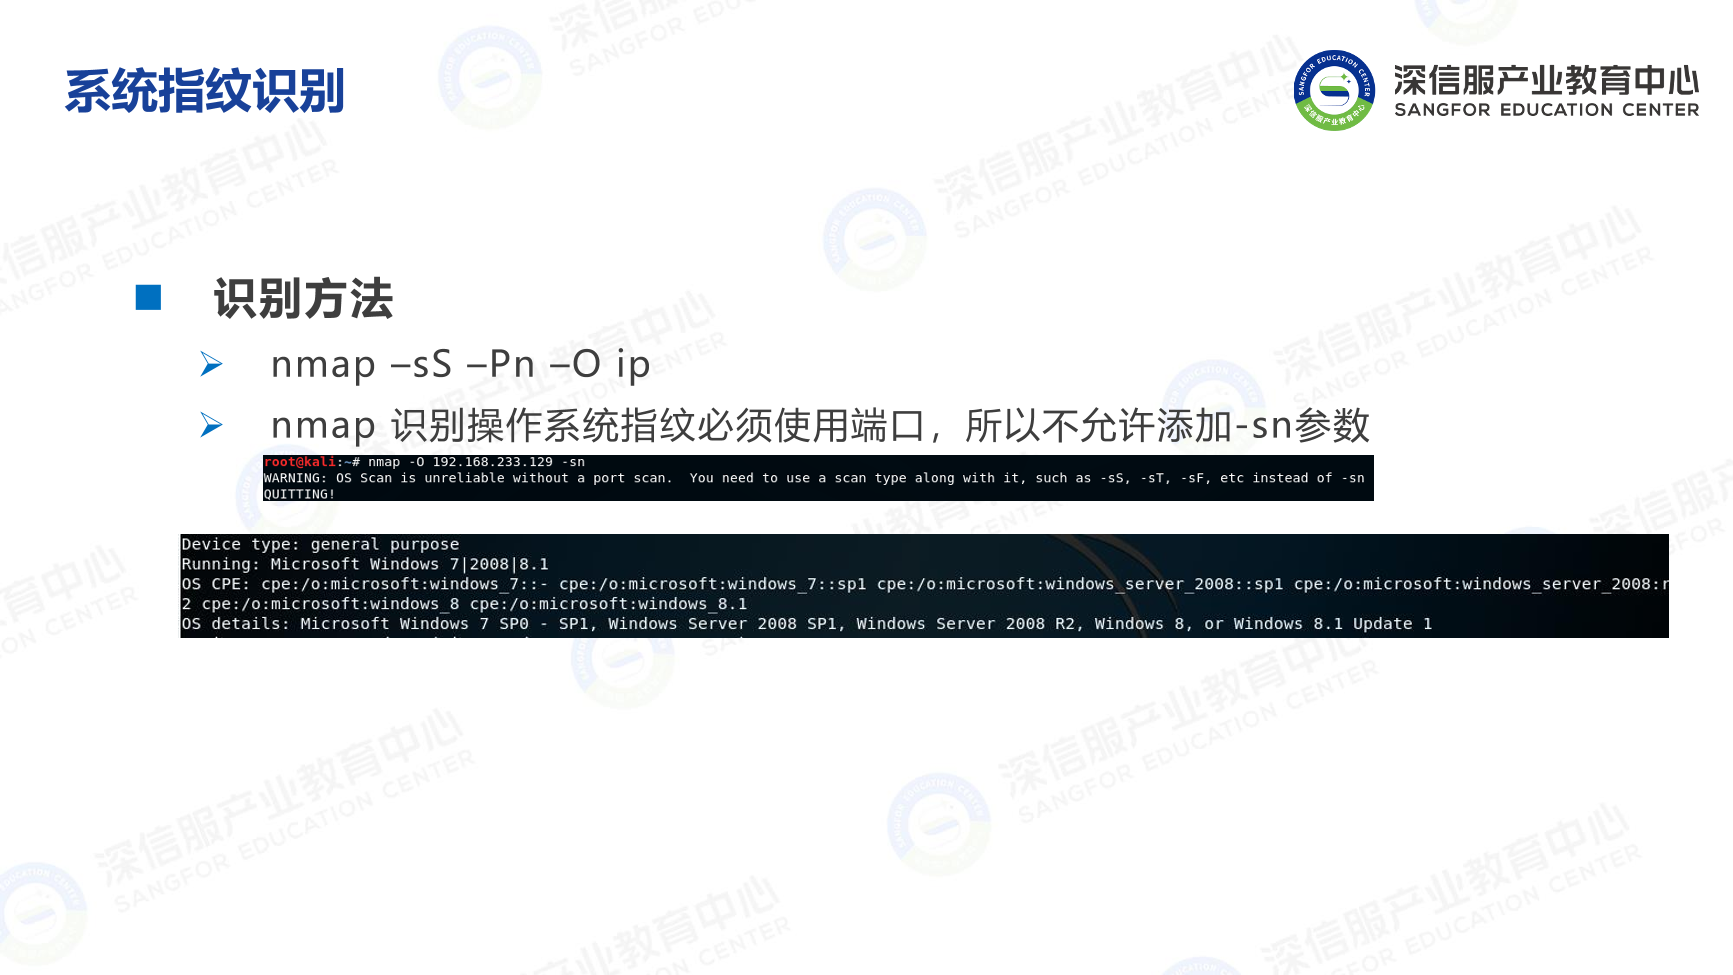 系统指纹识别
深信服产业教育中心
SANGFOR EDUCATION CENTER
识别方法
nmap –sS –Pn –O ip
nmap 识别操作系统指纹必须使用端口，所以不允许添加-sn参数
root@kali:~# nmap -O 192.168.233.129 -sn
WARNING: OS Scan is unreliable without a port scan.  You need to use a scan type along with it, such as -sS, -sT, -sF, etc instead of -sn
QUITTING!
Device type: general purpose
Running: Microsoft Windows 7|2008|8.1
OS CPE: cpe:/o:microsoft:windows_7::- cpe:/o:microsoft:windows_7::sp1 cpe:/o:microsoft:windows_server_2008::sp1 cpe:/o:microsoft:windows_server_2008:r
2 cpe:/o:microsoft:windows_8 cpe:/o:microsoft:windows_8.1
OS details: Microsoft Windows 7 SP0 - SP1, Windows Server 2008 SP1, Windows Server 2008 R2, Windows 8, or Windows 8.1 Update 1